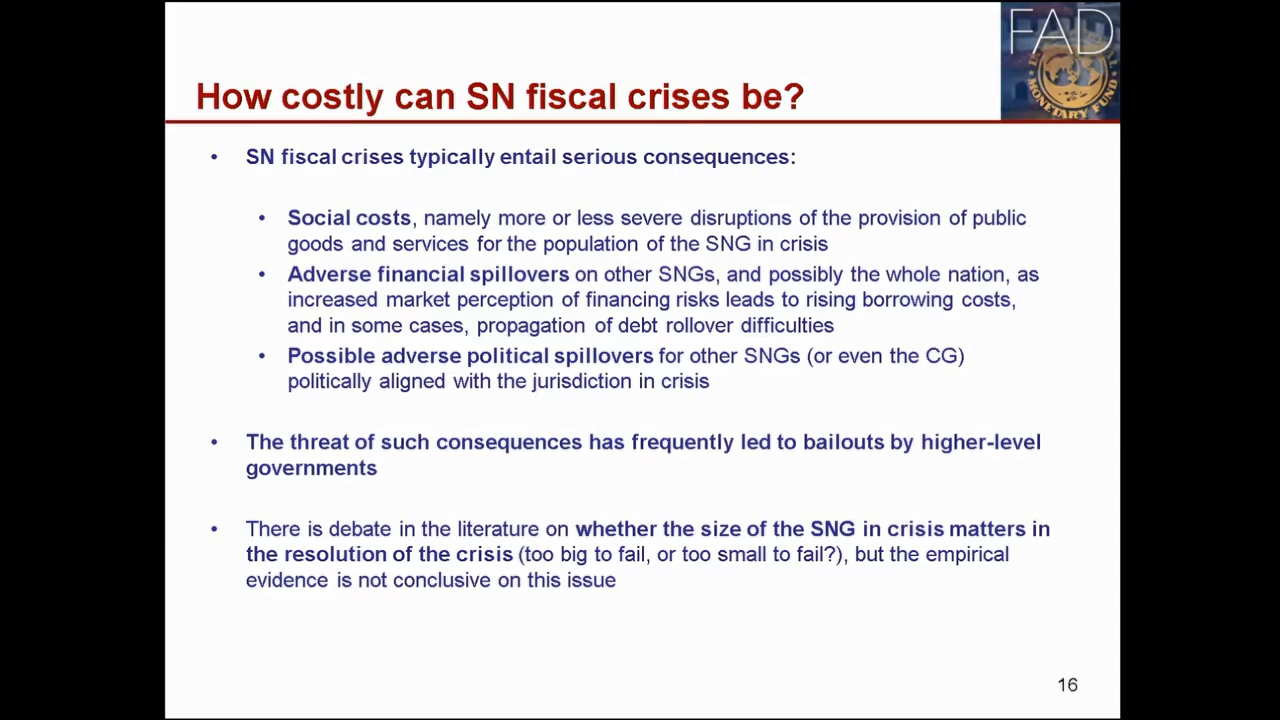 FAD
MONETARY FUND
How costly can SN fiscal crises be?
• SN fiscal crises typically entail serious consequences:
• Social costs, namely more or less severe disruptions of the provision of public
goods and services for the population of the SNG in crisis
• Adverse financial spillovers on other SNGs, and possibly the whole nation, as
increased market perception of financing risks leads to rising borrowing costs,
and in some cases, propagation of debt rollover difficulties
• Possible adverse political spillovers for other SNGs (or even the CG)
politically aligned with the jurisdiction in crisis
• The threat of such consequences has frequently led to bailouts by higher-level
governments
• There is debate in the literature on whether the size of the SNG in crisis matters in
the resolution of the crisis (too big to fail, or too small to fail?), but the empirical
evidence is not conclusive on this issue
16